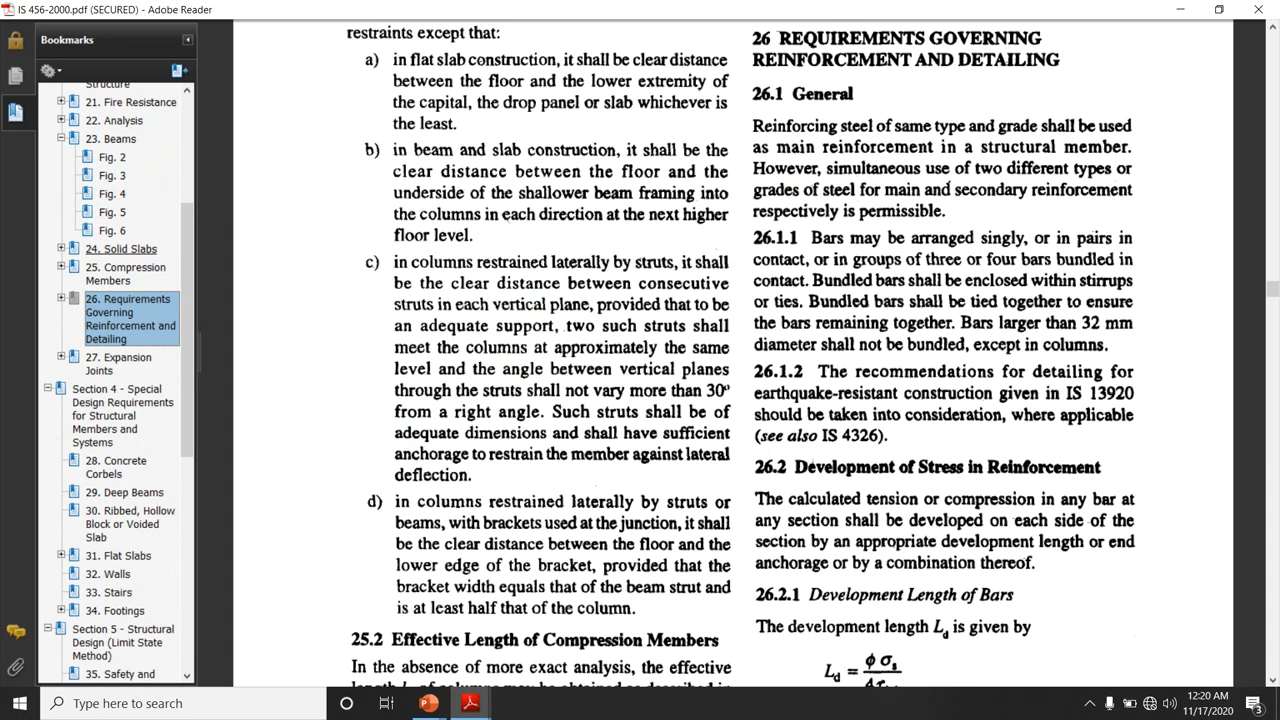 IS 456-2000.pdf (SECURED) - Adobe Reader
Bookmarks
Structure
21. Fire Resistance
22. Analysis
23. Beams
Fig. 2
Fig. 3
Fig. 4
Fig. 5
Fig. 6
24. Solid Slabs
25. Compression
Members
26. Requirements
Governing
Reinforcement and
Detailing
27. Expansion
Joints
Section 4 - Special
Design Requirements
for Structural
Members and
Systems
28. Concrete
Corbels
29. Deep Beams
30. Ribbed, Hollow
Block or Voided
Slab
31. Flat Slabs
32. Walls
33. Stairs
34. Footings
Section 5 - Structural
Design (Limit State
Method)
35. Safety and
restraints except that:
a) in flat slab construction, it shall be clear distance
between the floor and the lower extremity of
the capital, the drop panel or slab whichever is
the least.
b) in beam and slab construction, it shall be the
clear distance between the floor and the
underside of the shallower beam framing into
the columns in each direction at the next higher
floor level.
c) in columns restrained laterally by struts, it shall
be the clear distance between consecutive
struts in each vertical plane, provided that to be
an adequate support, two such struts shall
meet the columns at approximately the same
level and the angle between vertical planes
through the struts shall not vary more than 30°
from a right angle. Such struts shall be of
adequate dimensions and shall have sufficient
anchorage to restrain the member against lateral
deflection.
d) in columns restrained laterally by struts or
beams, with brackets used at the junction, it shall
be the clear distance between the floor and the
lower edge of the bracket, provided that the
bracket width equals that of the beam strut and
is at least half that of the column.
25.2 Effective Length of Compression Members
In the absence of more exact analysis, the effective
26 REQUIREMENTS GOVERNING
REINFORCEMENT AND DETAILING
26.1 General
Reinforcing steel of same type and grade shall be used
as main reinforcement in a structural member.
However, simultaneous use of two different types or
grades of steel for main and secondary reinforcement
respectively is permissible.
26.1.1 Bars may be arranged singly, or in pairs in
contact, or in groups of three or four bars bundled in
contact. Bundled bars shall be enclosed within stirrups
or ties. Bundled bars shall be tied together to ensure
the bars remaining together. Bars larger than 32 mm
diameter shall not be bundled, except in columns.
26.1.2 The recommendations for detailing for
earthquake-resistant construction given in IS 13920
should be taken into consideration, where applicable
(see also IS 4326).
26.2 Development of Stress in Reinforcement
The calculated tension or compression in any bar at
any section shall be developed on each side of the
section by an appropriate development length or end
anchorage or by a combination thereof.
26.2.1 Development Length of Bars
The development length Ld is given by
Ld = ϕ σs
Type here to search
12:20 AM
11/17/2020
3